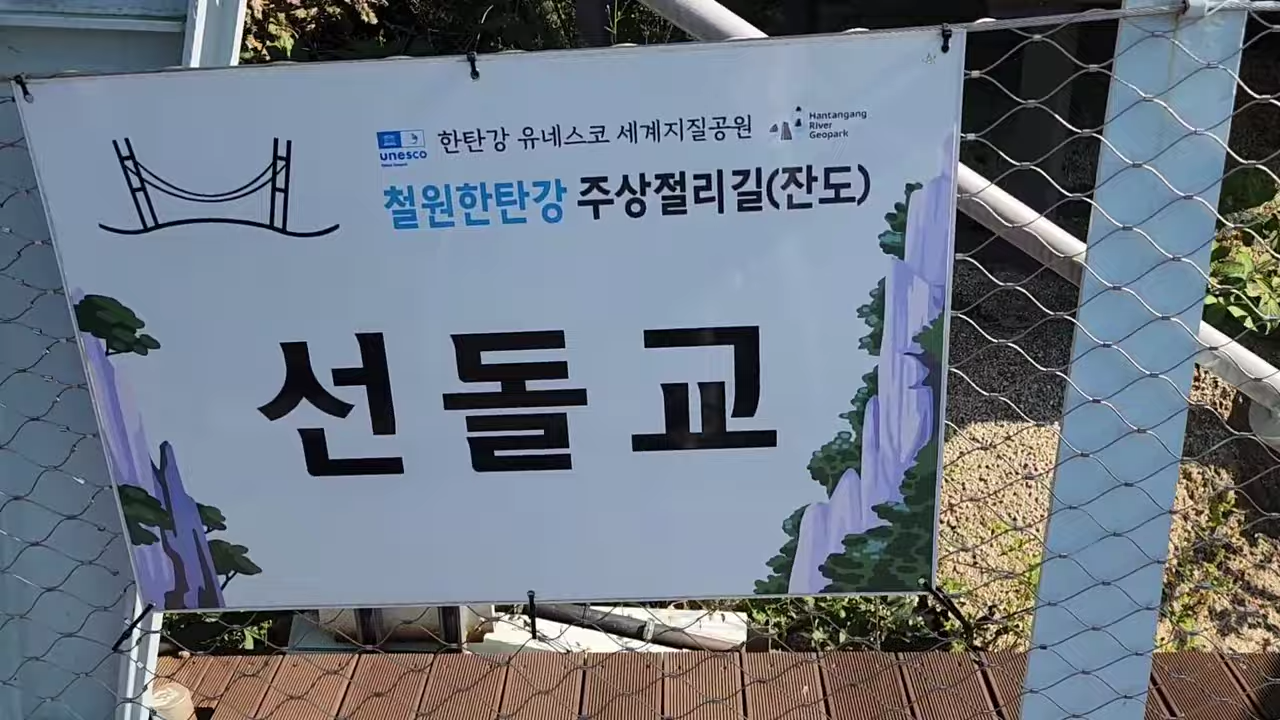 unesco
한탄강 유네스코 세계지질공원
Hantangang
River
Geopark
철원한탄강 주상절리길(잔도)
선돌교